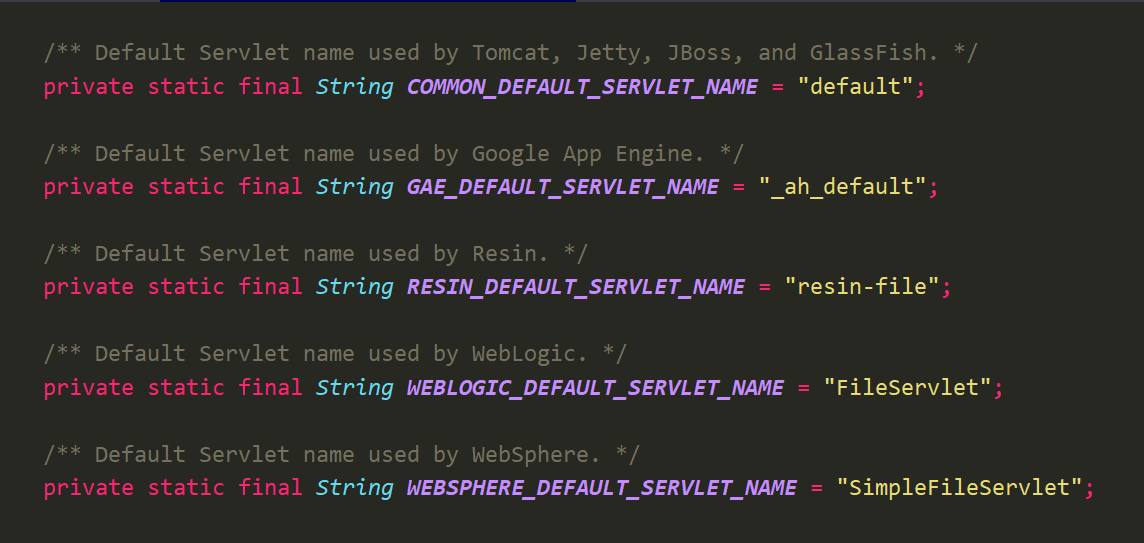 /** Default Servlet name used by Tomcat, Jetty, JBoss, and GlassFish. */
private static final String COMMON_DEFAULT_SERVLET_NAME = "default";
/** Default Servlet name used by Google App Engine. */
private static final String GAE_DEFAULT_SERVLET_NAME = "_ah_default";
/** Default Servlet name used by Resin. */
private static final String RESIN_DEFAULT_SERVLET_NAME = "resin-file";
/** Default Servlet name used by WebLogic. */
private static final String WEBLOGIC_DEFAULT_SERVLET_NAME = "FileServlet";
/** Default Servlet name used by WebSphere. */
private static final String WEBSPHERE_DEFAULT_SERVLET_NAME = "SimpleFileServlet";